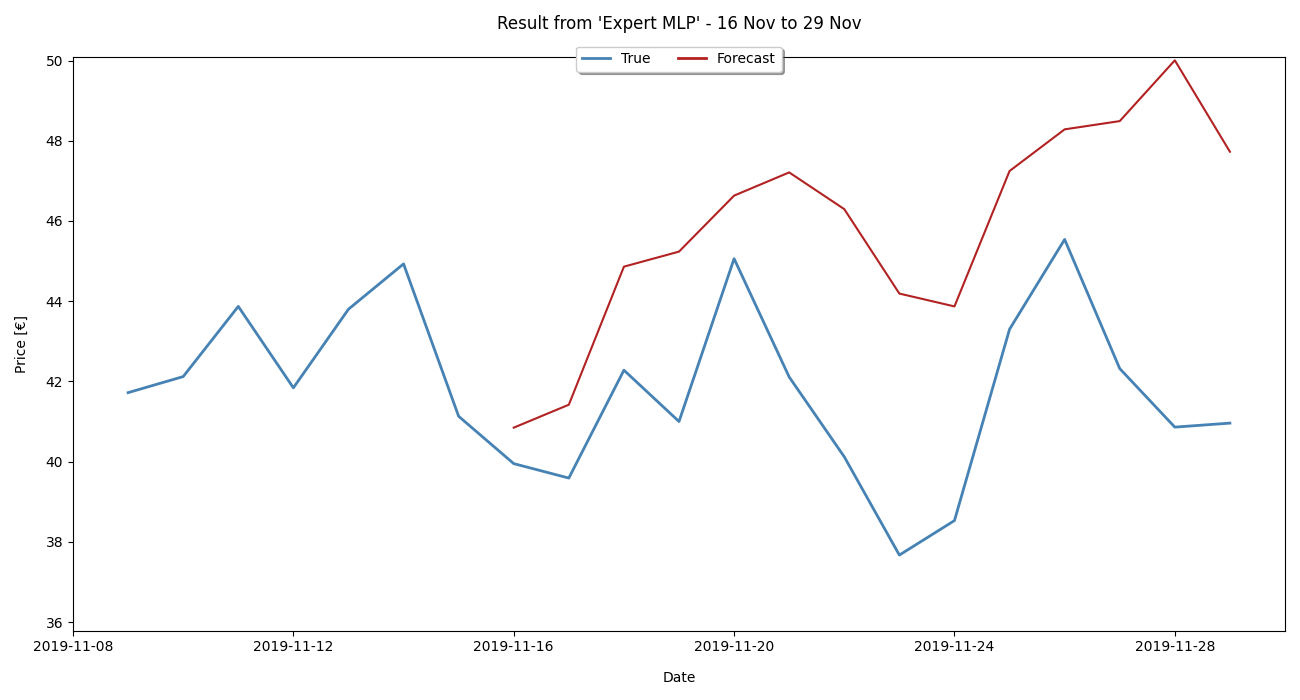 Result from 'Expert MLP' - 16 Nov to 29 Nov
True
Forecast
50
48
46
44
42
40
38
36
Price [€]
2019-11-08
2019-11-12
2019-11-16
2019-11-20
2019-11-24
2019-11-28
Date